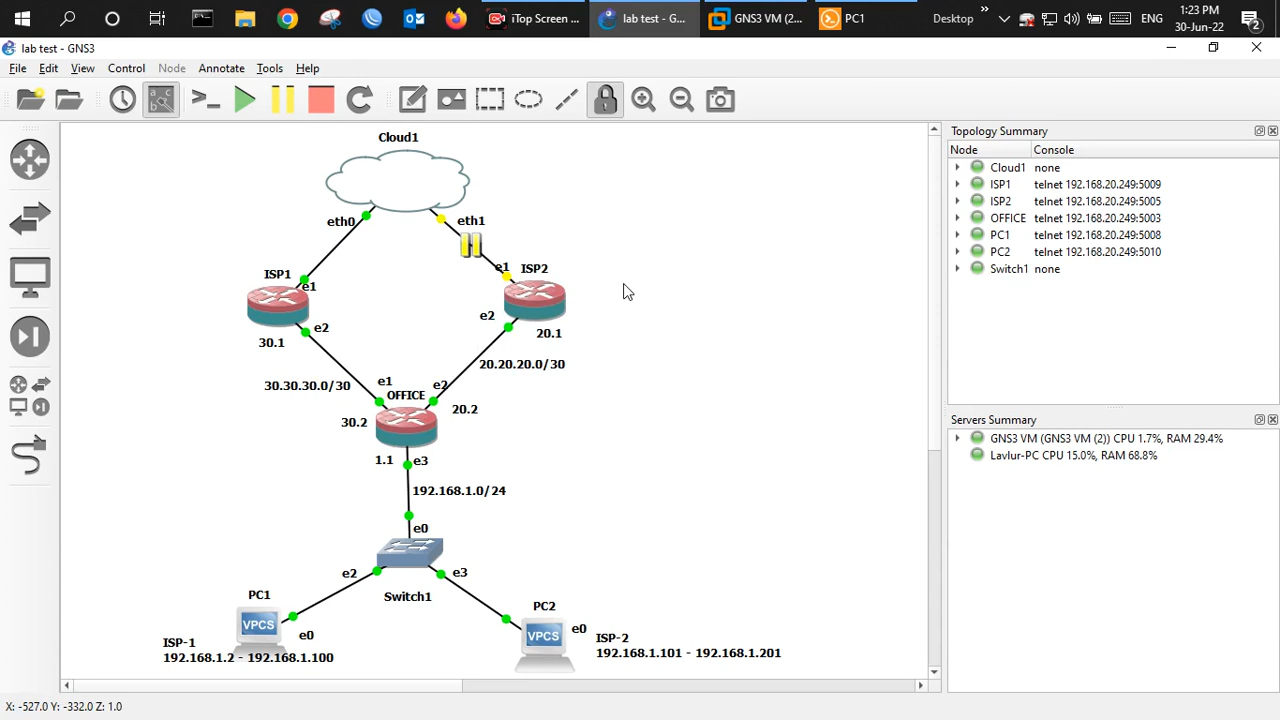 iTop Screen ...
lab test - G...
GNS3 VM (2...
PC1
Desktop
»
ENG
1:23 PM
30-Jun-22
2
lab test - GNS3
File Edit View Control Node Annotate Tools Help
Cloud1
eth0
eth1
ISP1
e1
e1
ISP2
e2
e2
30.1
20.1
30.30.30.0/30
20.20.20.0/30
e1
e2
OFFICE
30.2
20.2
1.1
e3
192.168.1.0/24
e0
e2
e3
Switch1
PC1
PC2
VPCS
VPCS
e0
e0
ISP-1
192.168.1.2 - 192.168.1.100
ISP-2
192.168.1.101 - 192.168.1.201
Topology Summary
Node Console
Cloud1 none
ISP1 telnet 192.168.20.249:5009
ISP2 telnet 192.168.20.249:5005
OFFICE telnet 192.168.20.249:5003
PC1 telnet 192.168.20.249:5008
PC2 telnet 192.168.20.249:5010
Switch1 none
Servers Summary
GNS3 VM (GNS3 VM (2)) CPU 1.7%, RAM 29.4%
Lavlur-PC CPU 15.0%, RAM 68.8%
X: -527.0 Y: -332.0 Z: 1.0